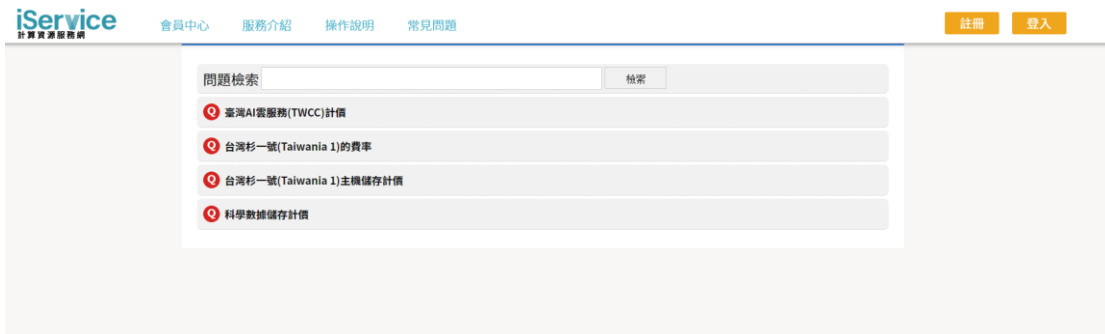 iService
計算資源服務網
會員中心 服務介紹 操作說明 常見問題
註冊 登入
問題檢索 檢索
Q 臺灣AI雲服務(TWCC)計價
Q 台灣杉一號(Taiwania 1)的費率
Q 台灣杉一號(Taiwania 1)主機儲存計價
Q 科學數據儲存計價